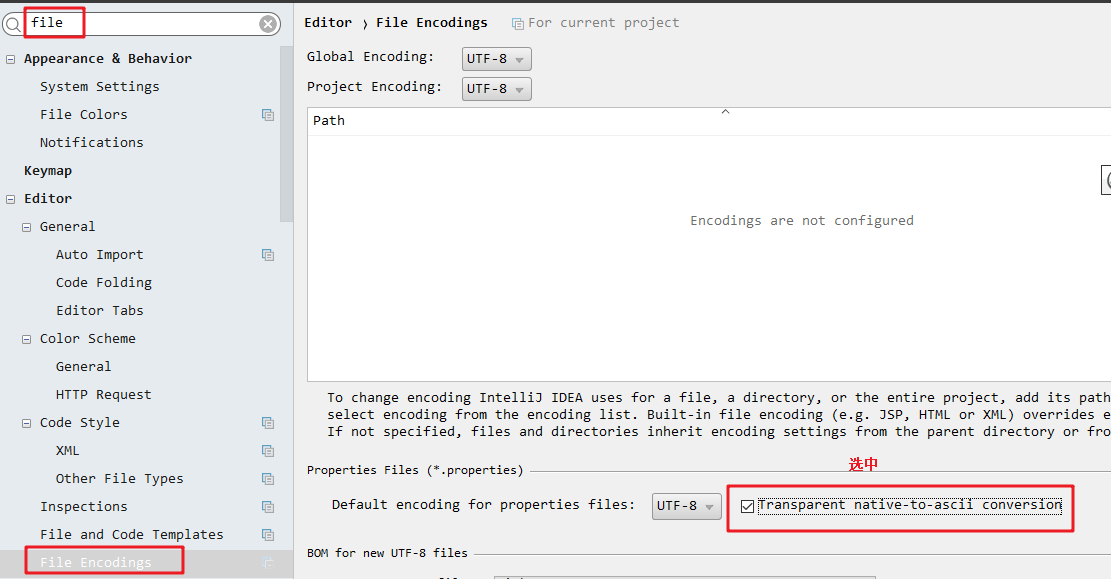 file
Appearance & Behavior
System Settings
File Colors
Notifications
Keymap
Editor
General
Auto Import
Code Folding
Editor Tabs
Color Scheme
General
HTTP Request
Code Style
XML
Other File Types
Inspections
File and Code Templates
File Encodings
Editor › File Encodings For current project
Global Encoding: UTF-8
Project Encoding: UTF-8
Path
Encodings are not configured
To change encoding IntelliJ IDEA uses for a file, a directory, or the entire project, add its path
select encoding from the encoding list. Built-in file encoding (e.g. JSP, HTML or XML) overrides e
If not specified, files and directories inherit encoding settings from the parent directory or fro
Properties Files (*.properties)
选中
Default encoding for properties files: UTF-8 Transparent native-to-ascii conversion
BOM for new UTF-8 files